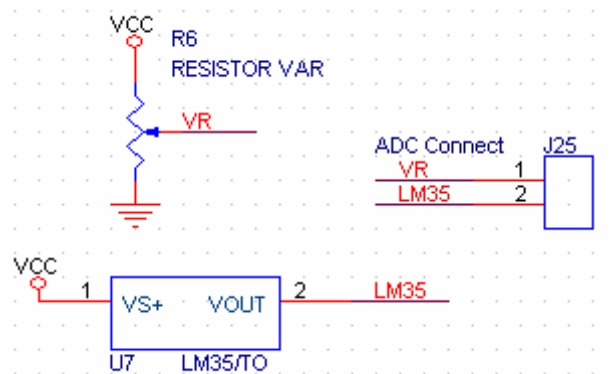 VCC
R6
RESISTOR VAR
VR
ADC Connect
J25
VR 1
LM35 2
VCC
1 VS+ VOUT 2 LM35
U7 LM35/TO